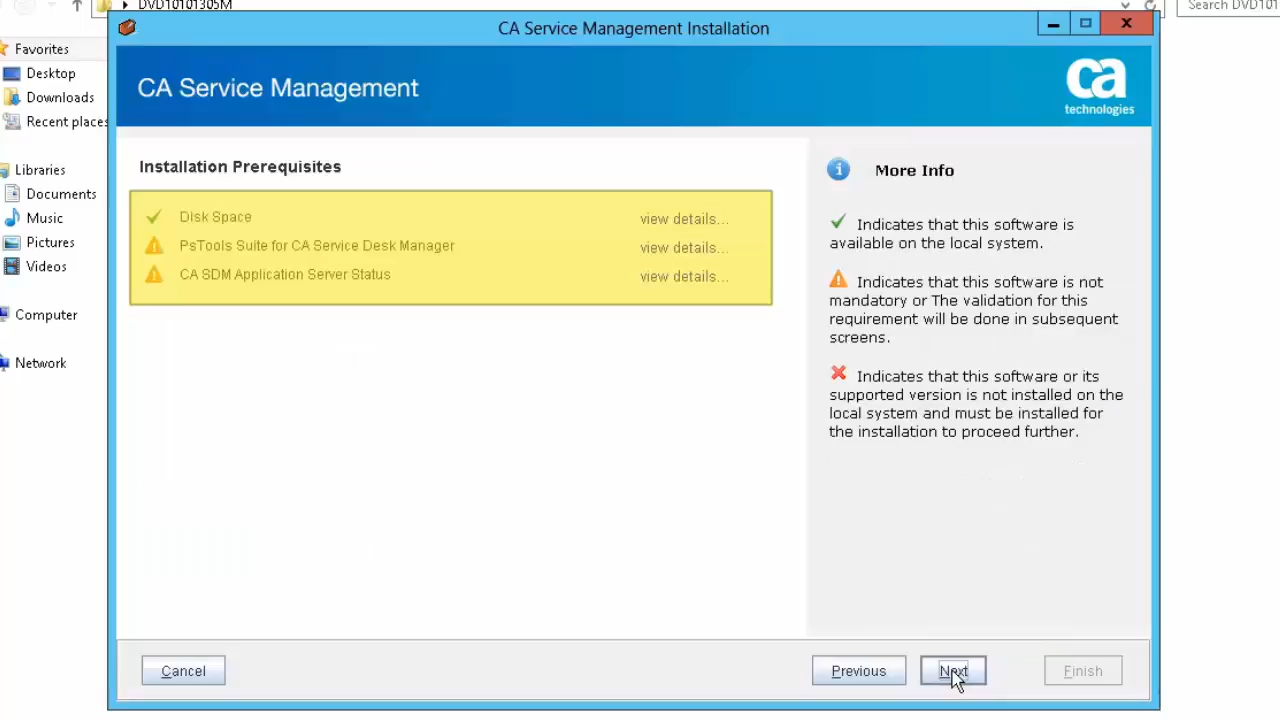 DVD10101305M
Search DVD101
CA Service Management Installation
Favorites
Desktop
Downloads
Recent places
Libraries
Documents
Music
Pictures
Videos
Computer
Network
CA Service Management
ca
technologies
Installation Prerequisites
Disk Space view details...
PsTools Suite for CA Service Desk Manager view details...
CA SDM Application Server Status view details...
More Info
Indicates that this software is
available on the local system.
Indicates that this software is not
mandatory or The validation for this
requirement will be done in subsequent
screens.
Indicates that this software or its
supported version is not installed on the
local system and must be installed for
the installation to proceed further.
Cancel
Previous
Next
Finish